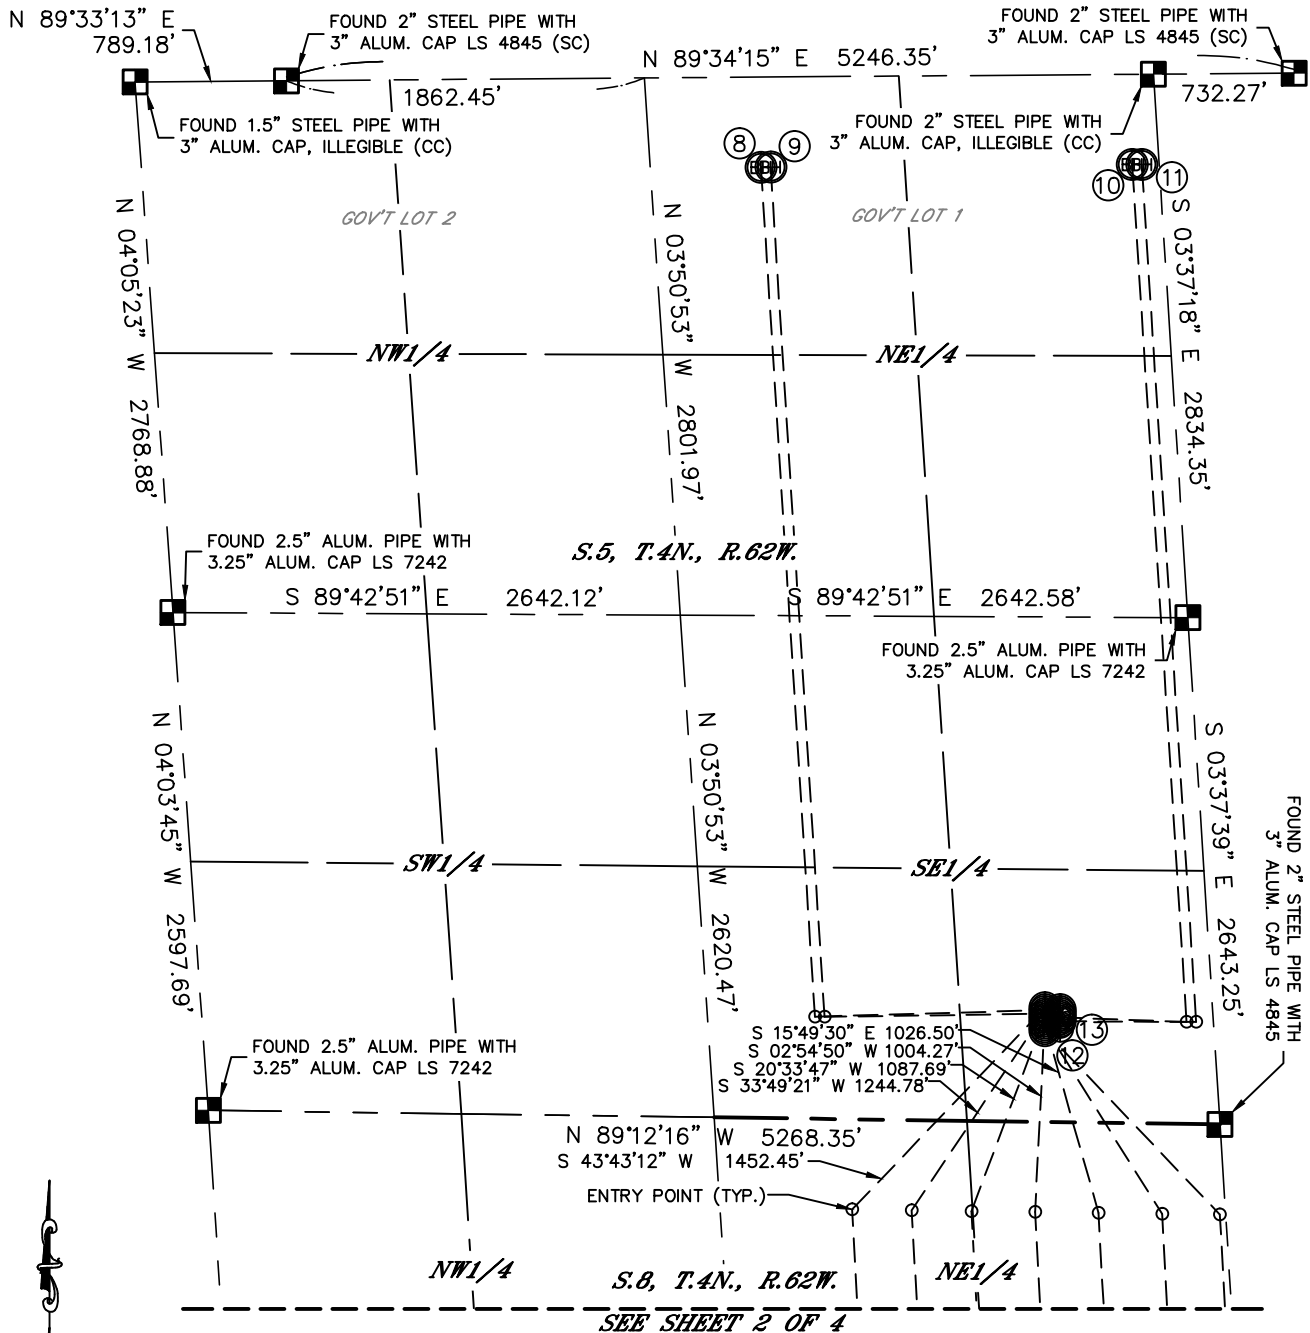 N 89°33'13" E
789.18'
FOUND 2" STEEL PIPE WITH
3" ALUM. CAP LS 4845 (SC)
N 89°34'15" E 5246.35'
FOUND 2" STEEL PIPE WITH
3" ALUM. CAP LS 4845 (SC)
1862.45'
732.27'
FOUND 1.5" STEEL PIPE WITH
3" ALUM. CAP, ILLEGIBLE (CC)
FOUND 2" STEEL PIPE WITH
3" ALUM. CAP, ILLEGIBLE (CC)
8
9
10
11
GOV'T LOT 2
GOV'T LOT 1
N 04°05'23" W 2768.88'
N 03°50'53" W 2801.97'
S 03°37'18" E 2834.35'
NW1/4
NE1/4
FOUND 2.5" ALUM. PIPE WITH
3.25" ALUM. CAP LS 7242
S.5, T.4N., R.62W.
S 89°42'51" E 2642.12'
S 89°42'51" E 2642.58'
FOUND 2.5" ALUM. PIPE WITH
3.25" ALUM. CAP LS 7242
N 04°03'45" W 2597.69'
N 03°50'53" W 2620.47'
S 03°37'39" E 2643.25'
FOUND 2" STEEL PIPE WITH
3" ALUM. CAP LS 4845
SW1/4
SE1/4
S 15°49'30" E 1026.50'
S 02°54'50" W 1004.27'
S 20°33'47" W 1087.69'
S 33°49'21" W 1244.78'
13
12
FOUND 2.5" ALUM. PIPE WITH
3.25" ALUM. CAP LS 7242
N 89°12'16" W 5268.35'
S 43°43'12" W 1452.45'
ENTRY POINT (TYP.)
NW1/4
S.8, T.4N., R.62W.
NE1/4
SEE SHEET 2 OF 4